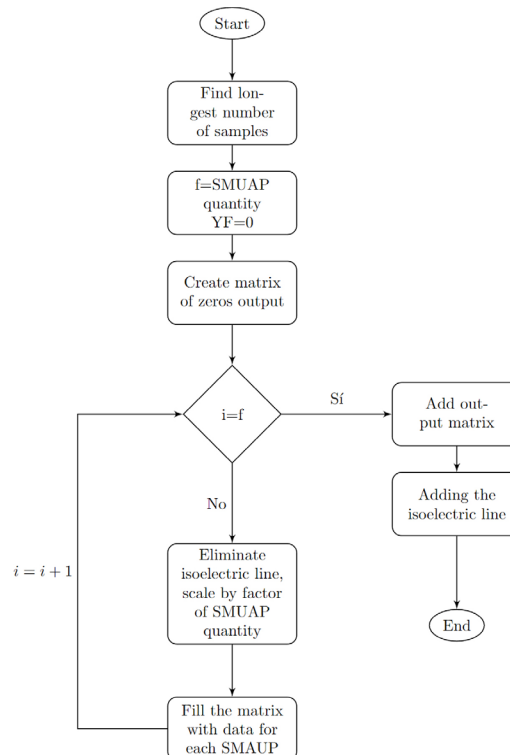 Start
Find lon-
gest number
of samples
f=SMUAP
quantity
YF=0
Create matrix
of zeros output
i=f
Sí
Add out-
put matrix
Adding the
isoelectric line
End
No
Eliminate
isoelectric line,
scale by factor
of SMUAP
quantity
i = i + 1
Fill the matrix
with data for
each SMAUP